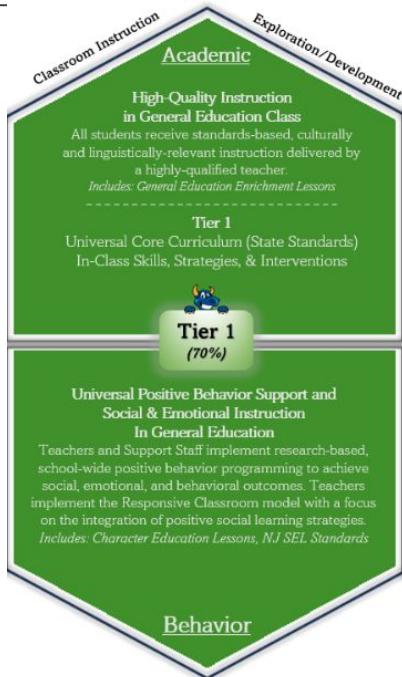 Classroom Instruction
Exploration/Development
Academic
High-Quality Instruction
in General Education Class
All students receive standards-based, culturally
and linguistically-relevant instruction delivered by
a highly-qualified teacher.
Includes: General Education Enrichment Lessons
Tier 1
Universal Core Curriculum (State Standards)
In-Class Skills, Strategies, & Interventions
Tier 1
(70%)
Universal Positive Behavior Support and
Social & Emotional Instruction
In General Education
Teachers and Support Staff implement research-based,
school-wide positive behavior programming to achieve
social, emotional, and behavioral outcomes. Teachers
implement the Responsive Classroom model with a focus
on the integration of positive social learning strategies.
Includes: Character Education Lessons, NJ SEL Standards
Behavior